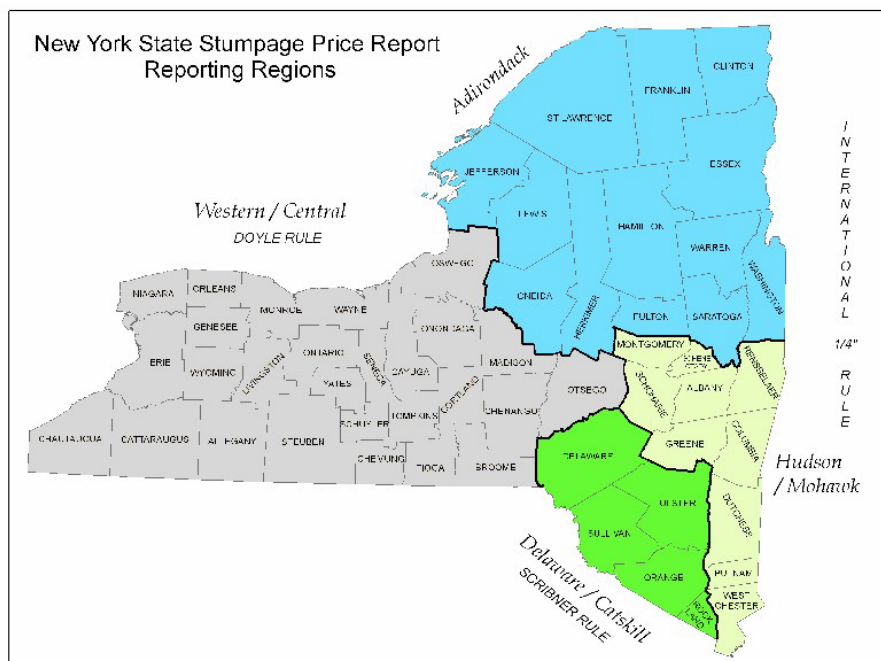 New York State Stumpage Price Report
Reporting Regions
Adirondack
CLINTON
FRANKLIN
ST LAWRENCE
ESSEX
JEFFERSON
LEWIS
HAMILTON
WARREN
WASHINGTON
Western / Central
DOYLE RULE
INTERNATIONAL 1/4" RULE
OSWEGO
ONEIDA
HERKIMER
FULTON
SARATOGA
NIAGARA
ORLEANS
MONROE
WAYNE
GENESEE
ONONDAGA
MADISON
MONTGOMERY
RENSSELAER
ERIE
WYOMING
LIVINGSTON
ONTARIO
YATES
SENECA
CAYUGA
CORTLAND
OTSEGO
SCHOHARIE
ALBANY
CHAUTAUQUA
CATTARAUGUS
ALLEGANY
STEUBEN
SCHUYLER
TOMPKINS
CHENANGO
CHEMUNG
TIOGA
BROOME
GREENE
COLUMBIA
DELAWARE
Hudson
/ Mohawk
ULSTER
DUTCHESS
SULLIVAN
ORANGE
PUTNAM
WEST
CHESTER
ROCK
LAND
Delaware / Catskill
SCRIBNER RULE